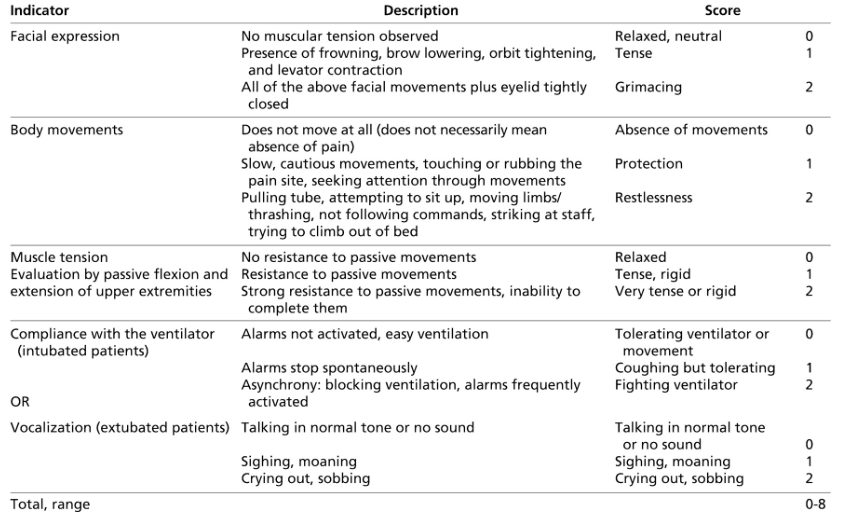 Indicator Description Score
Facial expression No muscular tension observed Relaxed, neutral 0
Presence of frowning, brow lowering, orbit tightening, Tense 1
and levator contraction
All of the above facial movements plus eyelid tightly Grimacing 2
closed
Body movements Does not move at all (does not necessarily mean Absence of movements 0
absence of pain)
Slow, cautious movements, touching or rubbing the Protection 1
pain site, seeking attention through movements
Pulling tube, attempting to sit up, moving limbs/ Restlessness 2
thrashing, not following commands, striking at staff,
trying to climb out of bed
Muscle tension No resistance to passive movements Relaxed 0
Evaluation by passive flexion and Resistance to passive movements Tense, rigid 1
extension of upper extremities Strong resistance to passive movements, inability to Very tense or rigid 2
complete them
Compliance with the ventilator Alarms not activated, easy ventilation Tolerating ventilator or 0
(intubated patients) movement
Alarms stop spontaneously Coughing but tolerating 1
Asynchrony: blocking ventilation, alarms frequently Fighting ventilator 2
OR activated
Vocalization (extubated patients) Talking in normal tone or no sound Talking in normal tone
or no sound 0
Sighing, moaning Sighing, moaning 1
Crying out, sobbing Crying out, sobbing 2
Total, range 0-8